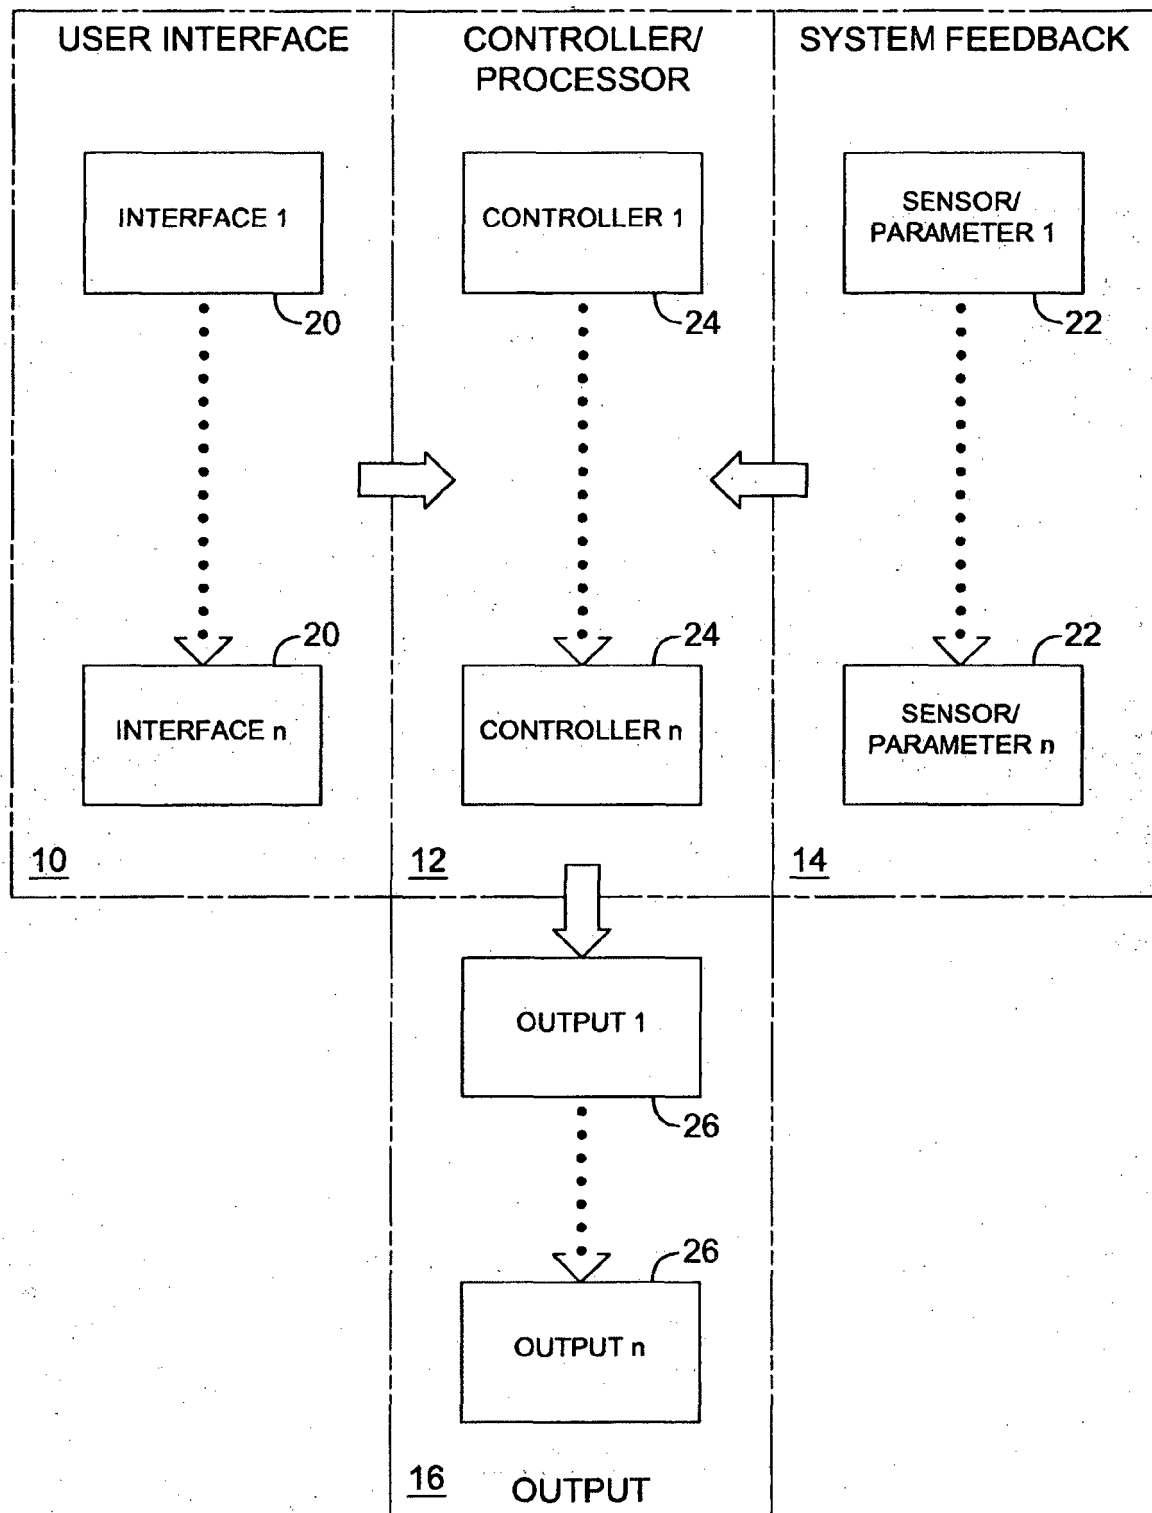 USER INTERFACE
CONTROLLER/
PROCESSOR
SYSTEM FEEDBACK
INTERFACE 1
20
CONTROLLER 1
24
SENSOR/
PARAMETER 1
22
20
INTERFACE n
24
CONTROLLER n
22
SENSOR/
PARAMETER n
10
12
14
OUTPUT 1
26
26
OUTPUT n
16
OUTPUT